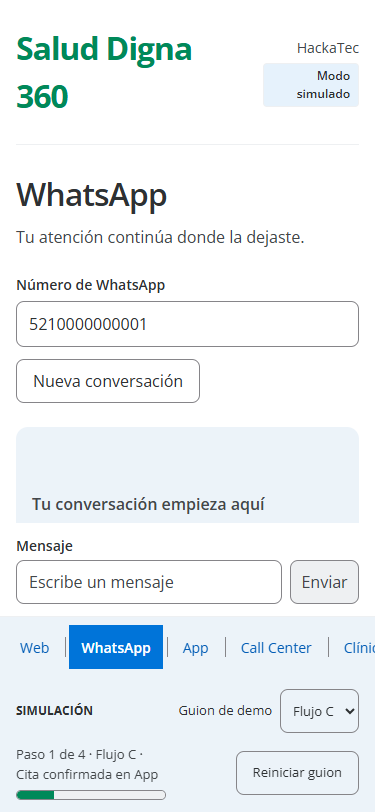 Salud Digna
360
HackaTec
Modo
simulado
WhatsApp
Tu atención continúa donde la dejaste.
Número de WhatsApp
5210000000001
Nueva conversación
Tu conversación empieza aquí
Mensaje
Escribe un mensaje
Enviar
Web
WhatsApp
App
Call Center
Clínic
SIMULACIÓN
Guion de demo
Flujo C
Paso 1 de 4 · Flujo C ·
Cita confirmada en App
Reiniciar guion